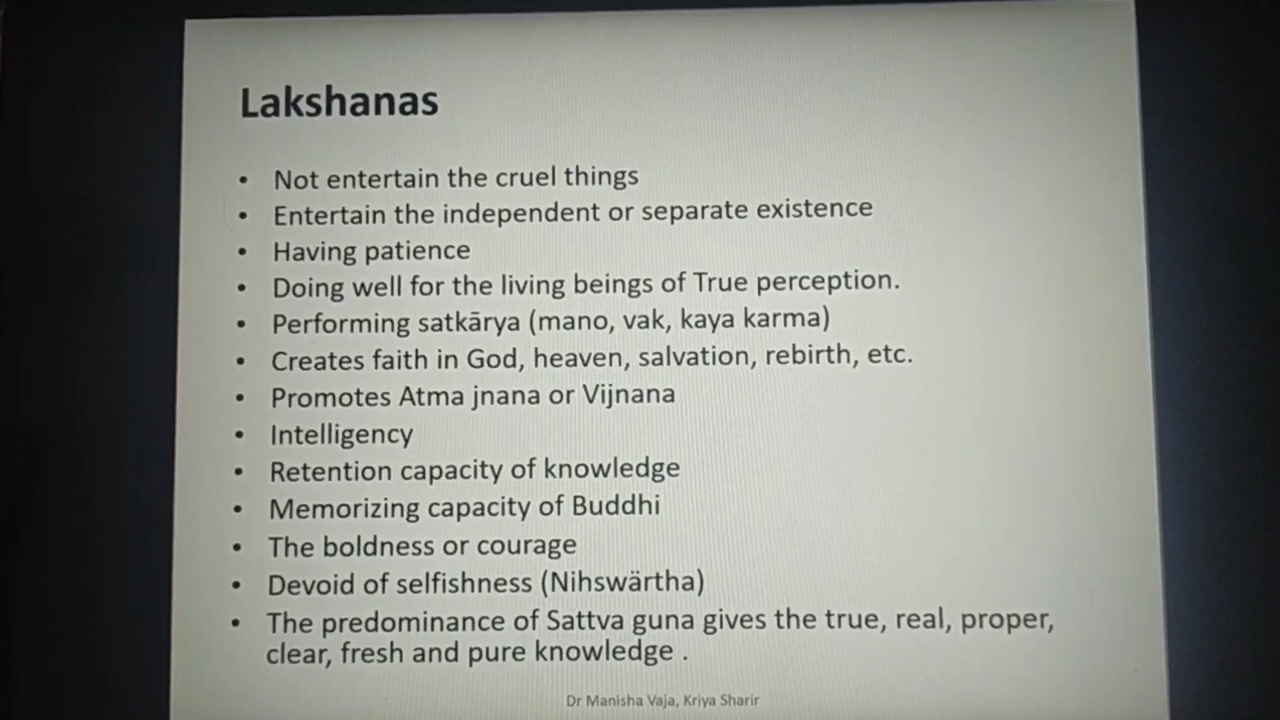 Lakshanas
• Not entertain the cruel things
• Entertain the independent or separate existence
• Having patience
• Doing well for the living beings of True perception.
• Performing satkārya (mano, vak, kaya karma)
• Creates faith in God, heaven, salvation, rebirth, etc.
• Promotes Atma jnana or Vijnana
• Intelligency
• Retention capacity of knowledge
• Memorizing capacity of Buddhi
• The boldness or courage
• Devoid of selfishness (Nihswärtha)
• The predominance of Sattva guna gives the true, real, proper,
clear, fresh and pure knowledge .
Dr Manisha Vaja, Kriya Sharir